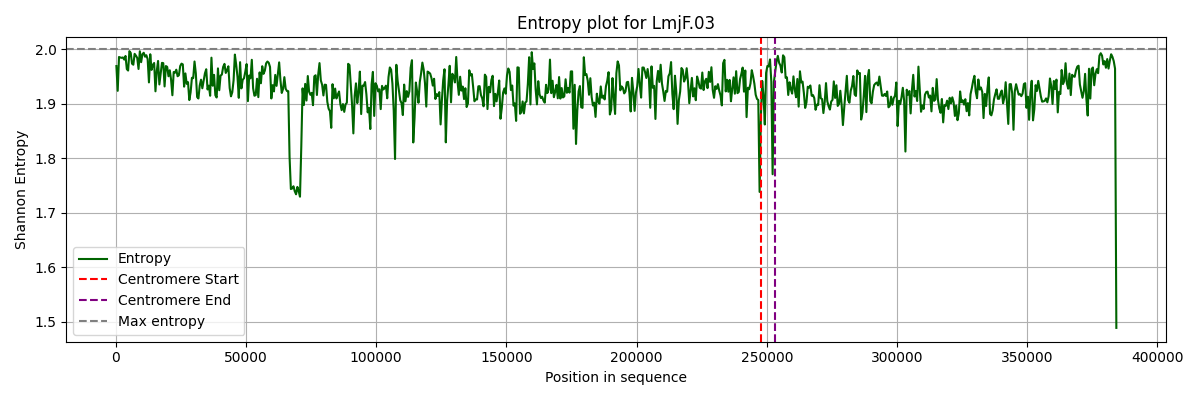 Entropy plot for LmjF.03
Shannon Entropy
2.0
1.9
1.8
1.7
1.6
1.5
Entropy
Centromere Start
Centromere End
Max entropy
0 50000 100000 150000 200000 250000 300000 350000 400000
Position in sequence